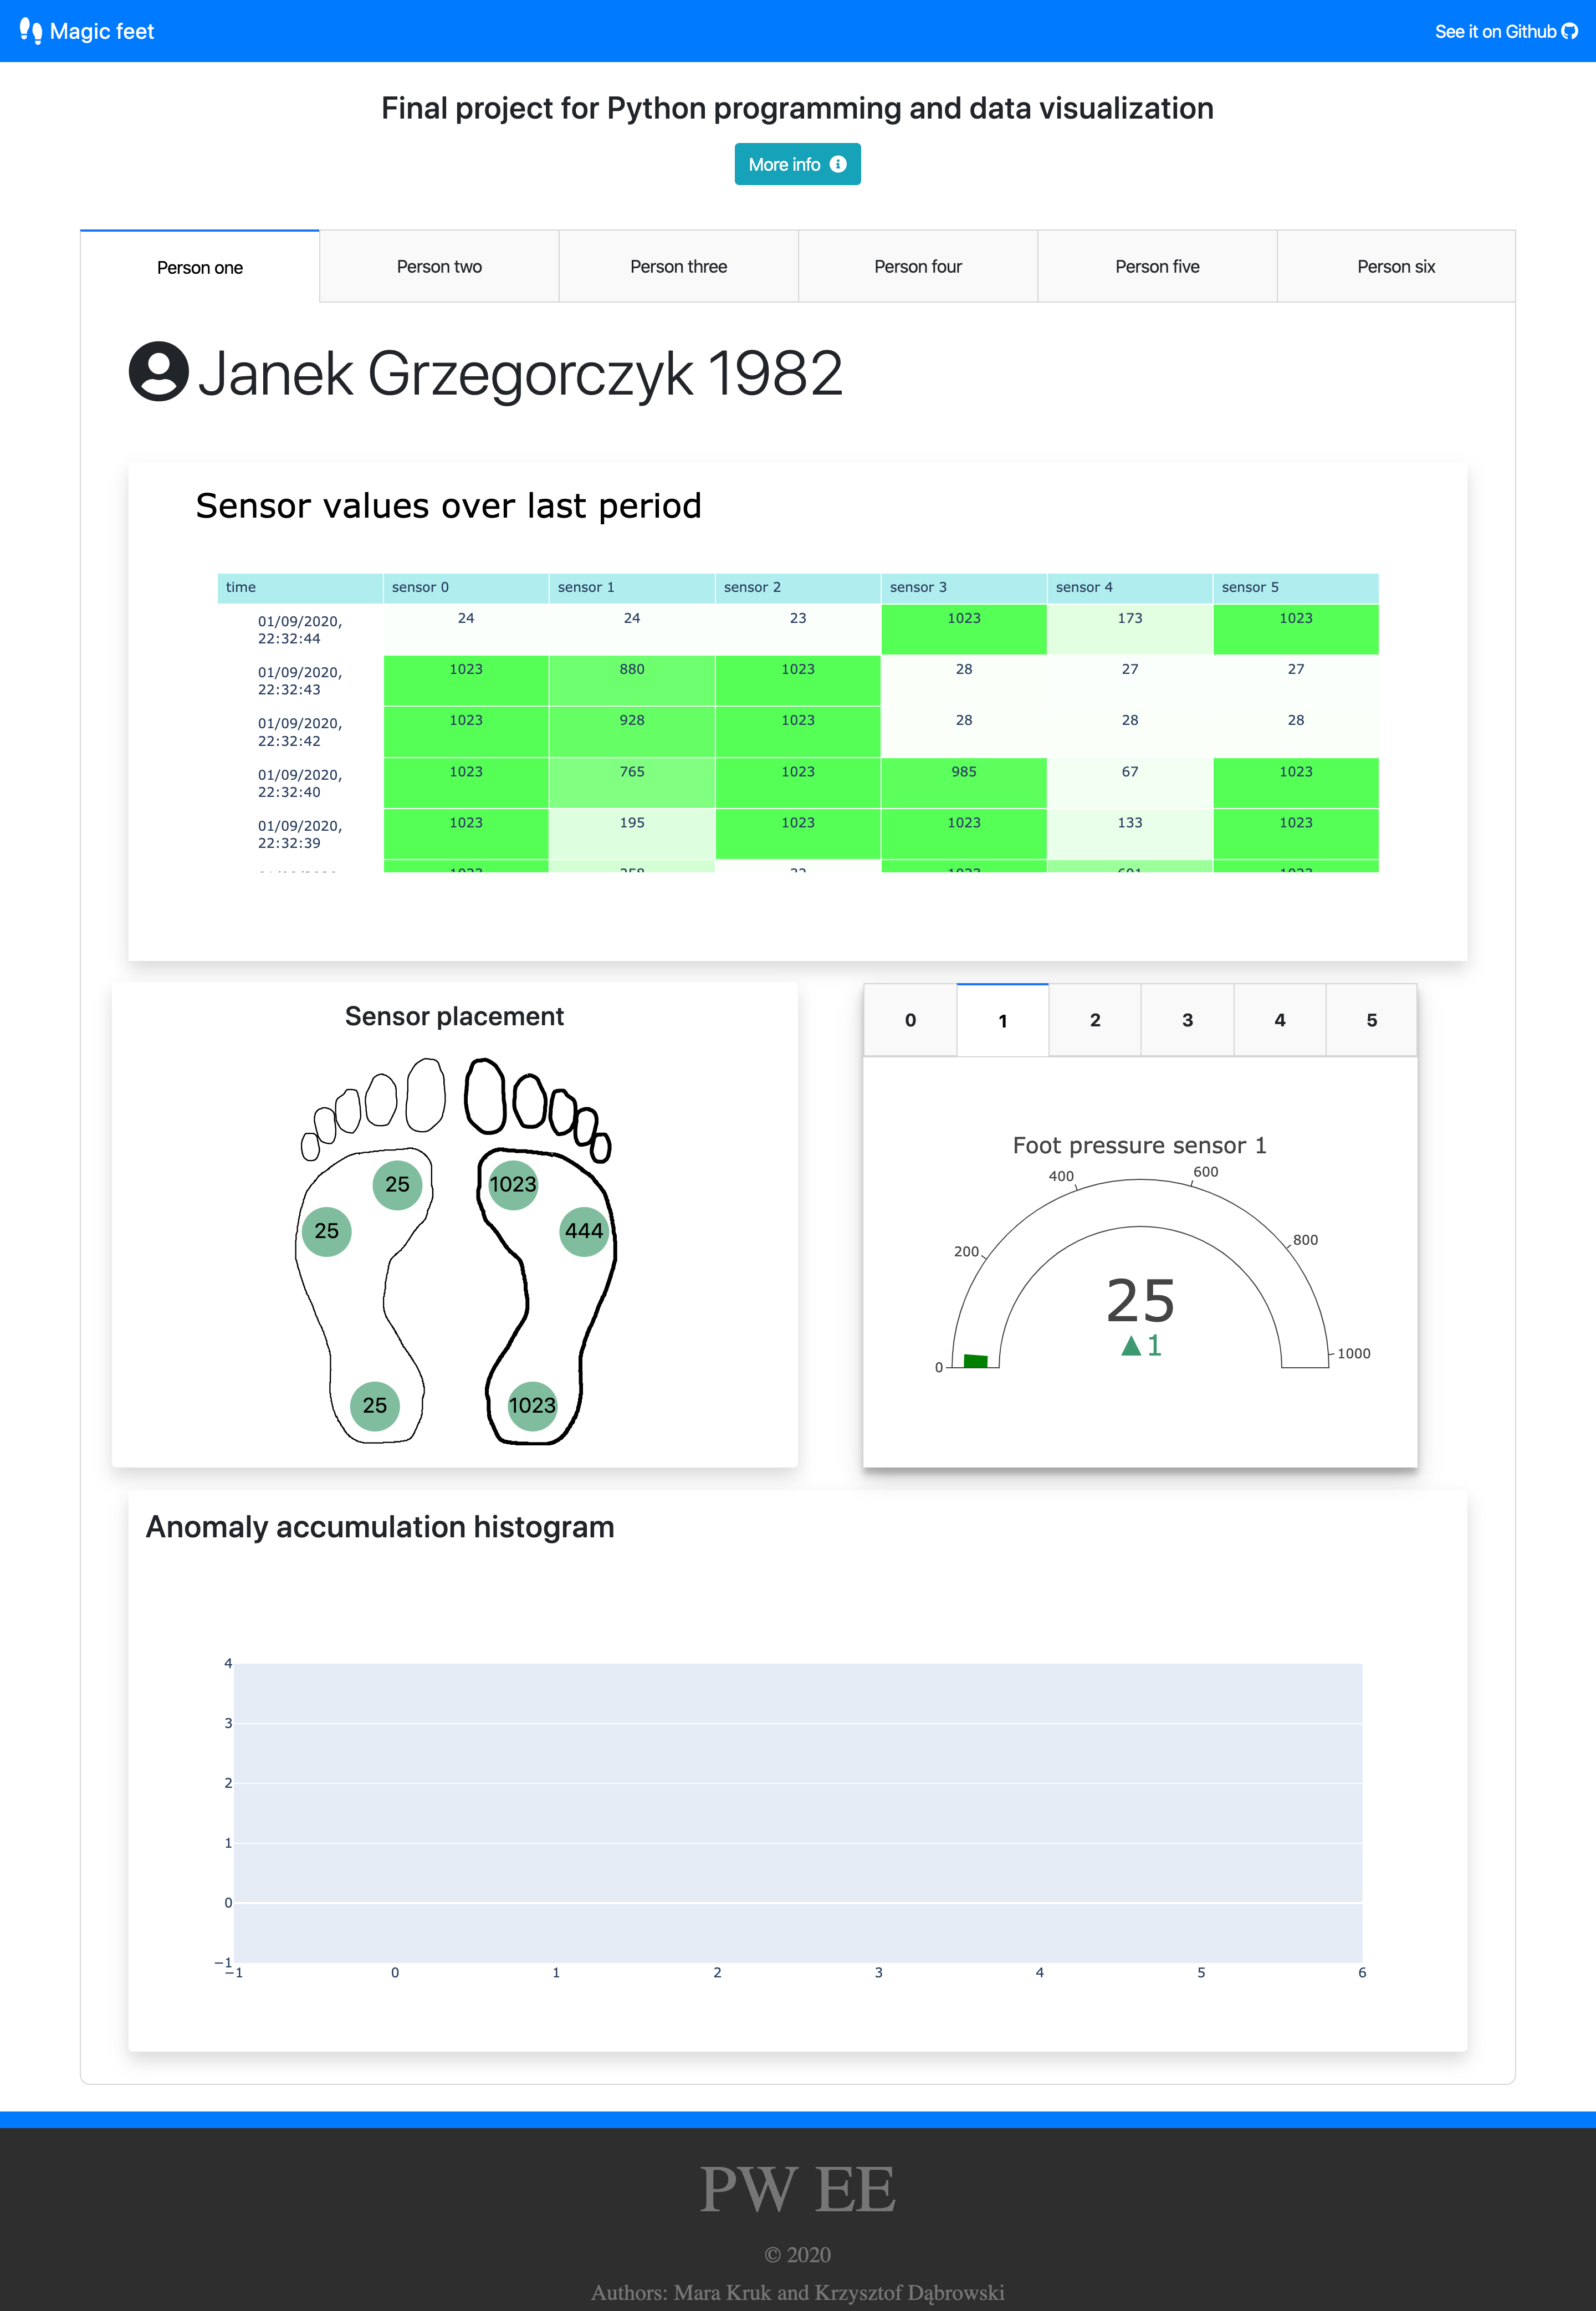 Magic feet
See it on Github
Final project for Python programming and data visualization
More info
Person one Person two Person three Person four Person five Person six
Janek Grzegorczyk 1982
Sensor values over last period
time sensor 0 sensor 1 sensor 2 sensor 3 sensor 4 sensor 5
01/09/2020, 24 24 23 1023 173 1023
22:32:44
01/09/2020, 1023 880 1023 28 27 27
22:32:43
01/09/2020, 1023 928 1023 28 28 28
22:32:42
01/09/2020, 1023 765 1023 985 67 1023
22:32:40
01/09/2020, 1023 195 1023 1023 133 1023
22:32:39
Sensor placement
25 1023
25 444
25 1023
0 1 2 3 4 5
Foot pressure sensor 1
400 600
200 800
25
▲1
0 1000
Anomaly accumulation histogram
4
3
2
1
0
−1
−1 0 1 2 3 4 5 6
PW EE
© 2020
Authors: Mara Kruk and Krzysztof Dąbrowski